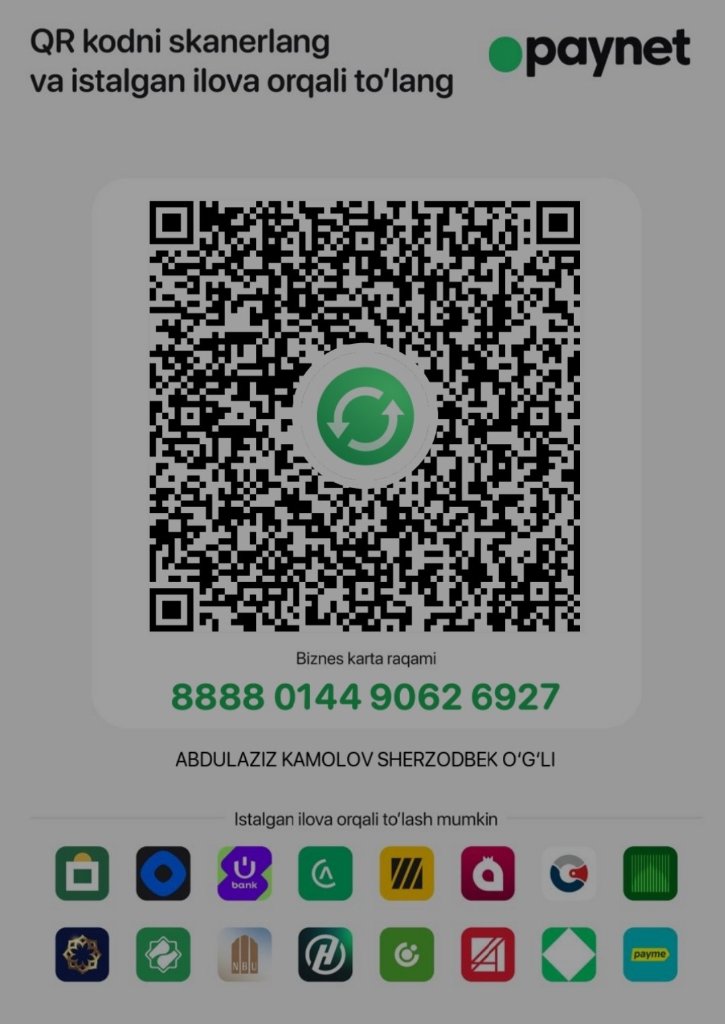 QR kodni skanerlang
va istalgan ilova orqali to‘lang
paynet
Biznes karta raqami
8888 0144 9062 6927
ABDULAZIZ KAMOLOV SHERZODBEK O‘G‘LI
Istalgan ilova orqali to‘lash mumkin
bank
NBU
payme